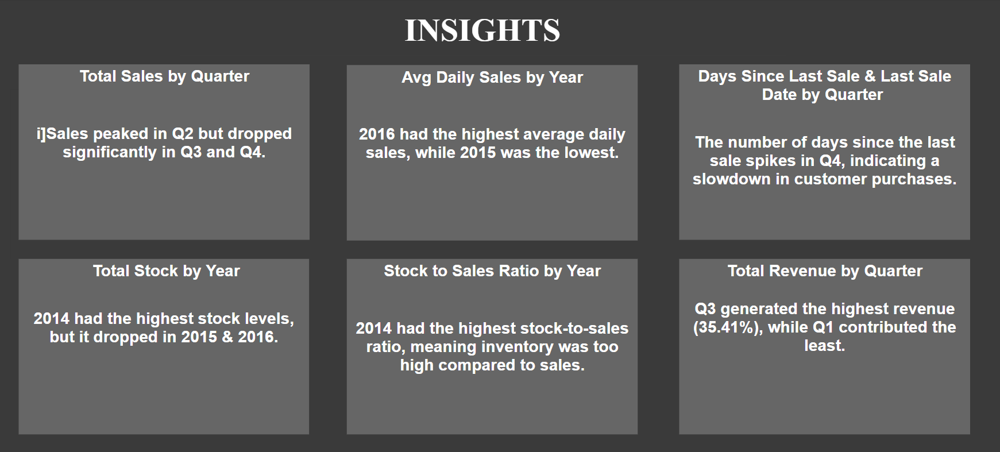 INSIGHTS
Total Sales by Quarter
i]Sales peaked in Q2 but dropped
significantly in Q3 and Q4.
Avg Daily Sales by Year
2016 had the highest average daily
sales, while 2015 was the lowest.
Days Since Last Sale & Last Sale
Date by Quarter
The number of days since the last
sale spikes in Q4, indicating a
slowdown in customer purchases.
Total Stock by Year
2014 had the highest stock levels,
but it dropped in 2015 & 2016.
Stock to Sales Ratio by Year
2014 had the highest stock-to-sales
ratio, meaning inventory was too
high compared to sales.
Total Revenue by Quarter
Q3 generated the highest revenue
(35.41%), while Q1 contributed the
least.